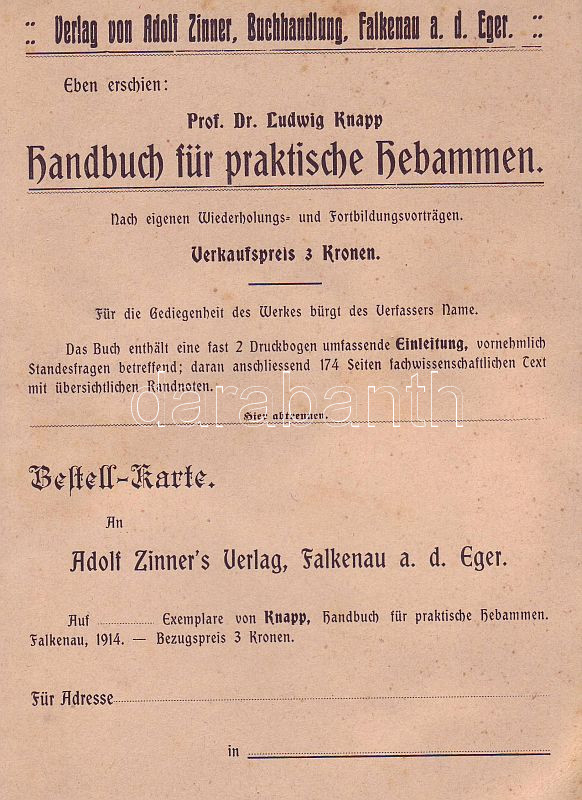 :: Verlag von Adolf Zinner, Buchhandlung, Falkenau a. d. Eger. ::
Eben erschien:
Prof. Dr. Ludwig Knapp
Handbuch für praktische Hebammen.
Nach eigenen Wiederholungs- und Fortbildungsvorträgen.
Verkaufspreis 3 Kronen.
Für die Gediegenheit des Werkes bürgt des Verfassers Name.
Das Buch enthält eine fast 2 Druckbogen umfassende Einleitung, vornehmlich
Standesfragen betreffend; daran anschliessend 174 Seiten fachwissenschaftlichen Text
mit übersichtlichen Randnoten.
darabanth
Hier abtrennen.
Bestell-Karte.
An
Adolf Zinner's Verlag, Falkenau a. d. Eger.
Auf ................ Exemplare von Knapp, Handbuch für praktische Hebammen.
Falkenau, 1914. — Bezugspreis 3 Kronen.
Für Adresse
in